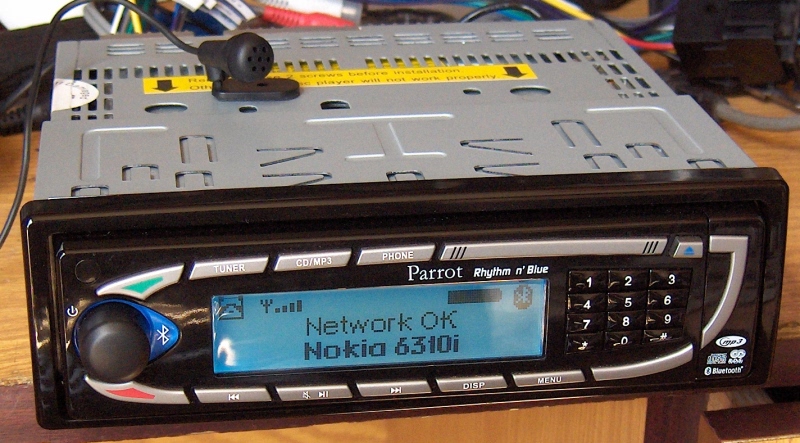 screws before installation
player will not work properly
TUNER
CD/MP3
PHONE
Parrot Rhythm n' Blue
Network OK
Nokia 6310i
1 2 3
4 5 6
7 8 9
* 0 #
DISP
MENU
mp3
Bluetooth